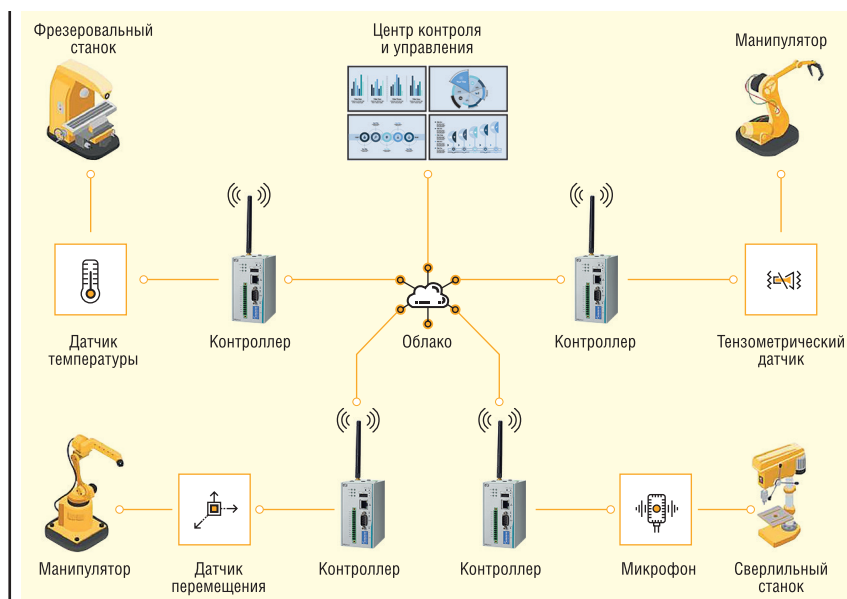 Фрезеровальный
станок
Центр контроля
и управления
Манипулятор
Датчик
температуры
Контроллер
Облако
Контроллер
Тензометрический
датчик
Манипулятор
Датчик
перемещения
Контроллер
Контроллер
Микрофон
Сверлильный
станок